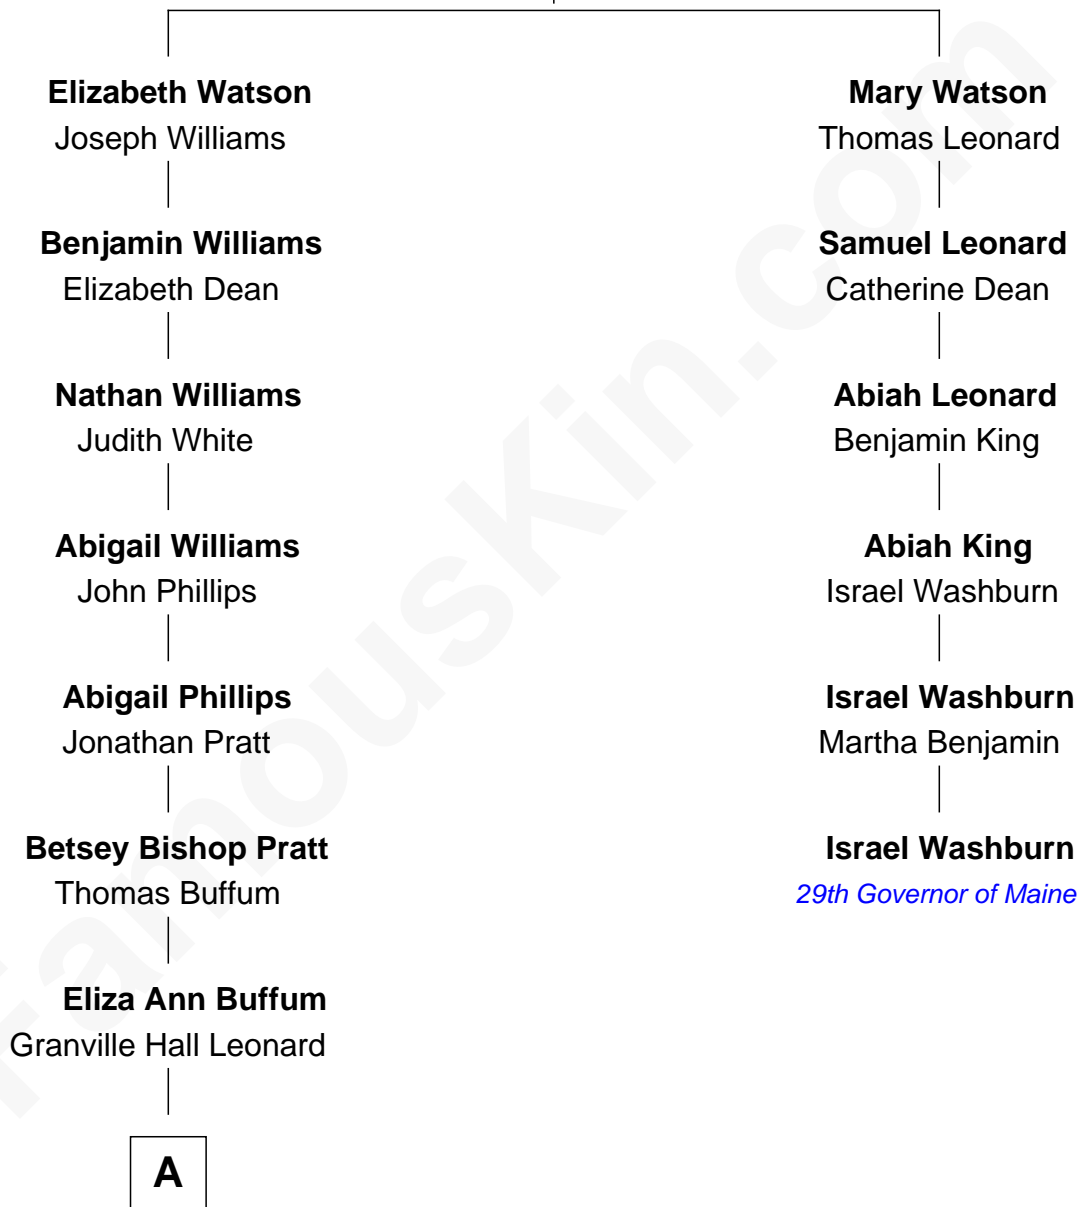 Elizabeth Watson
Joseph Williams
Benjamin Williams
Elizabeth Dean
Nathan Williams
Judith White
Abigail Williams
John Phillips
Abigail Phillips
Jonathan Pratt
Betsey Bishop Pratt
Thomas Buffum
Eliza Ann Buffum
Granville Hall Leonard
A
Mary Watson
Thomas Leonard
Samuel Leonard
Catherine Dean
Abiah Leonard
Benjamin King
Abiah King
Israel Washburn
Israel Washburn
Martha Benjamin
Israel Washburn
29th Governor of Maine
FamousKin.com